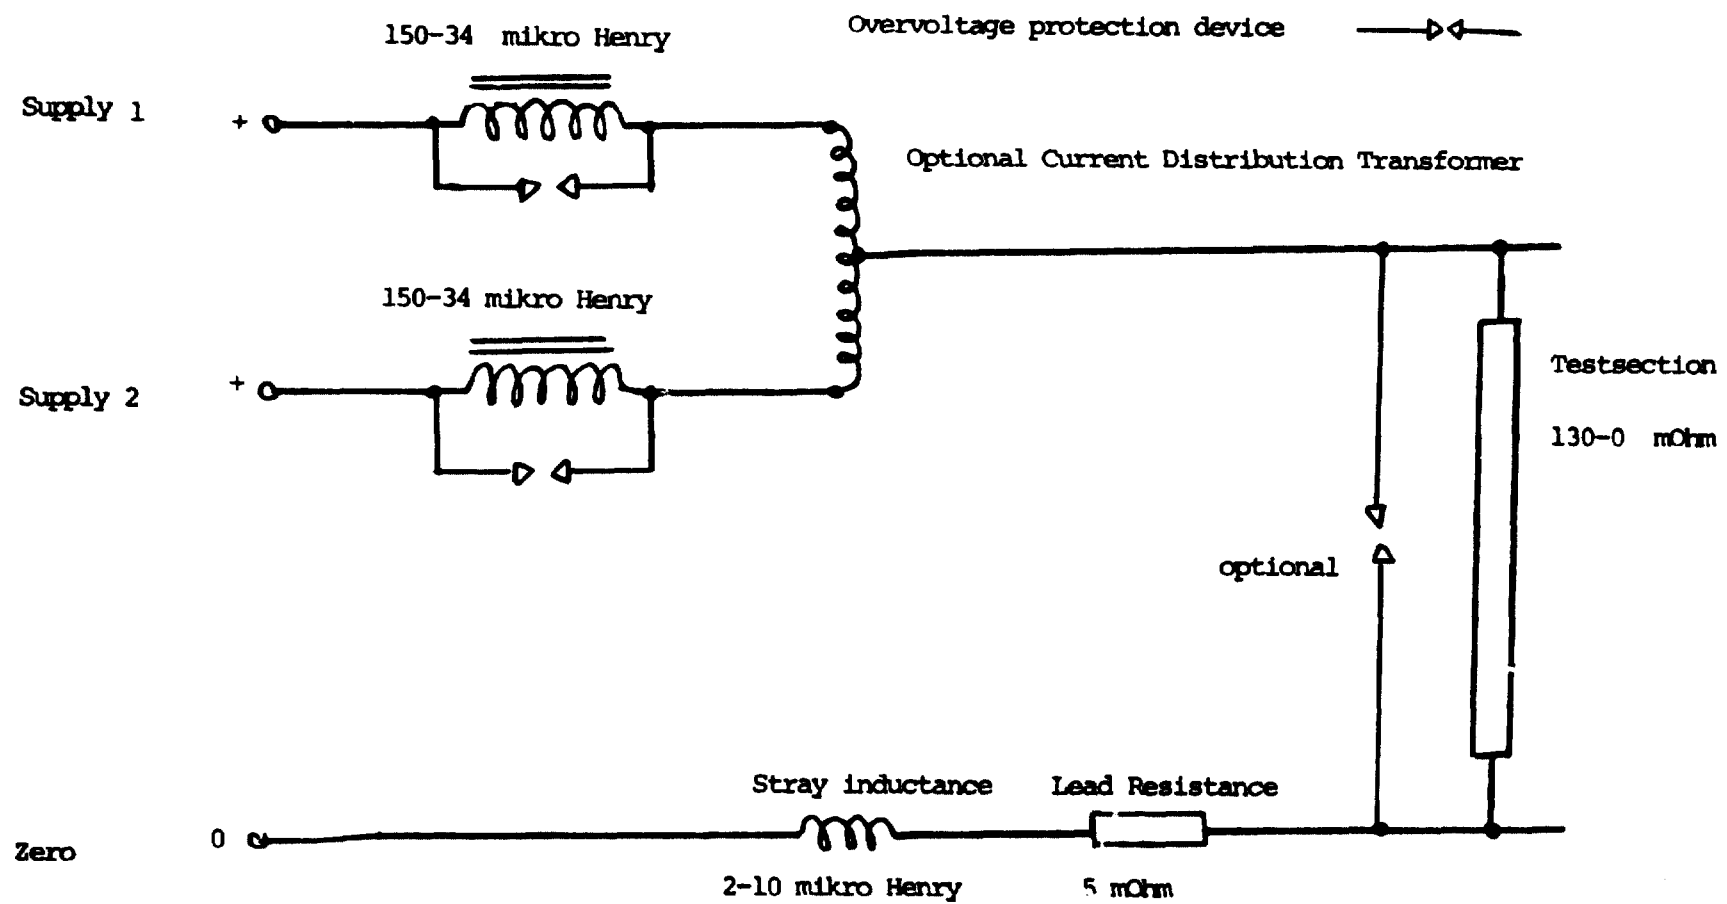 150-34 mikro Henry
Overvoltage protection device
Supply 1
+
Optional Current Distribution Transformer
150-34 mikro Henry
Supply 2
+
Testsection
130-0 mOhm
optional
Stray inductance
Lead Resistance
Zero
0
2-10 mikro Henry
5 mOhm